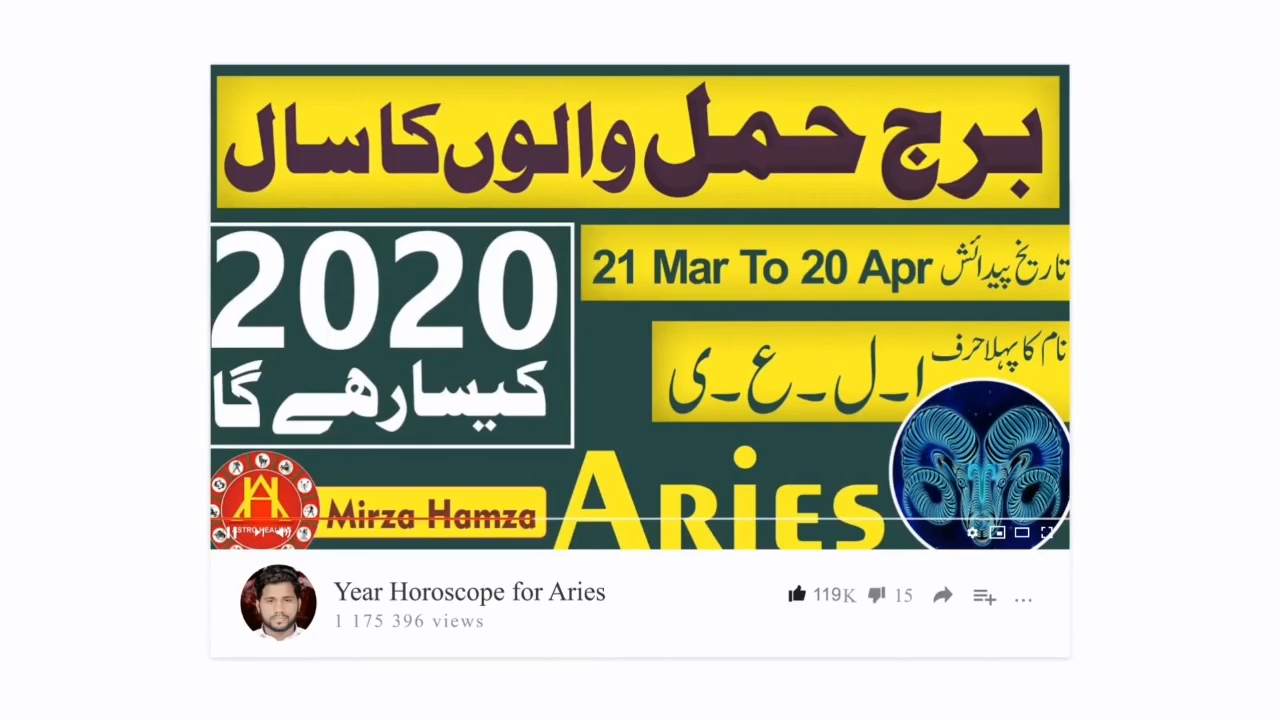 برج حمل والوں کا سال
2020
کیسا رہے گا
21 Mar To 20 Apr تاریخ پیدائش
نام کا پہلا حرف
ا ـ ل ـ ع ـ ی
ARiES
Mirza Hamza
AH
Year Horoscope for Aries
1 175 396 views
119K
15